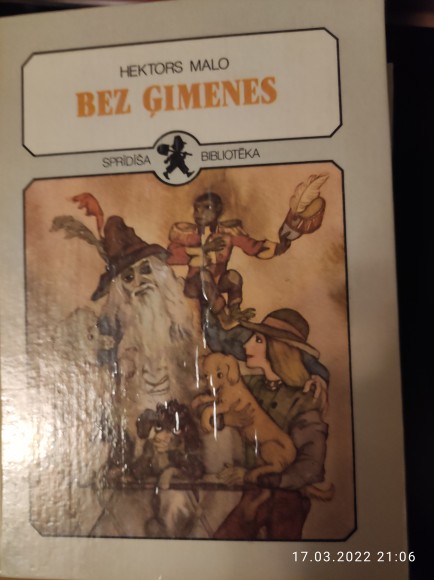 HEKTORS MALO
BEZ ĢIMENES
SPRĪDĪŠA BIBLIOTĒKA
17.03.2022 21:06